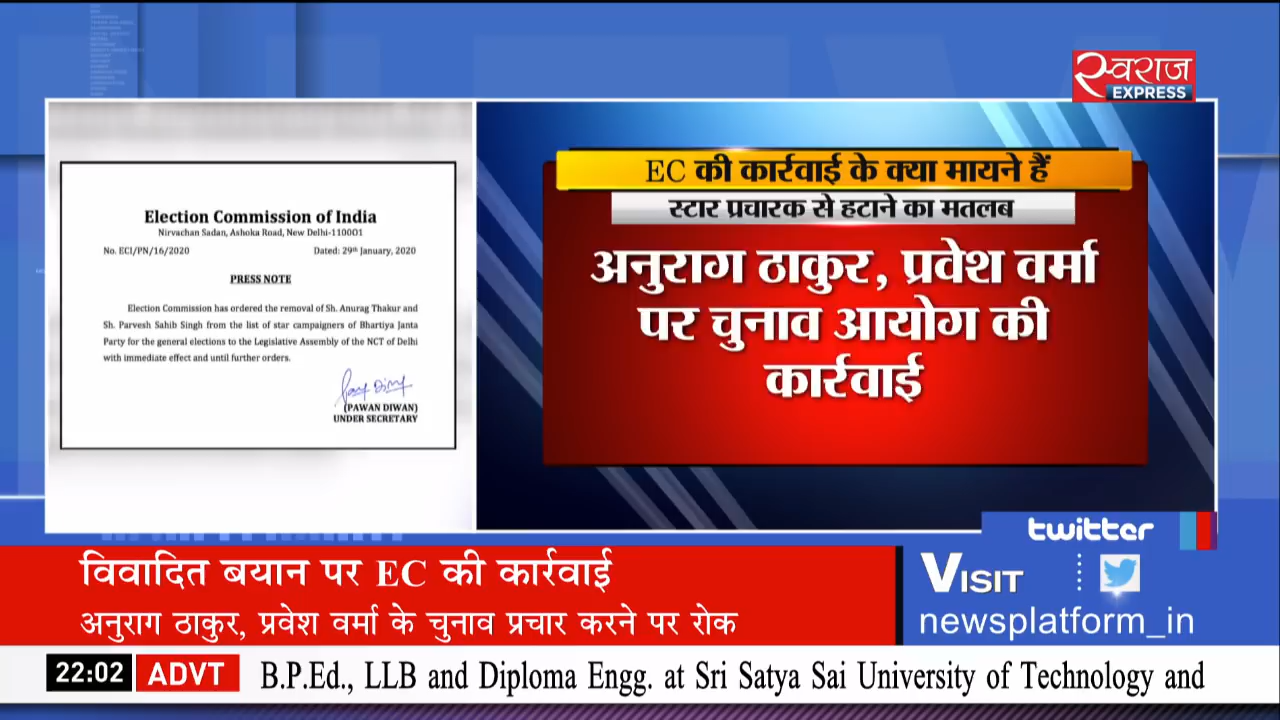 स्वराज
EXPRESS
Election Commission of India
Nirvachan Sadan, Ashoka Road, New Delhi-110001
No. ECI/PN/16/2020 Dated: 29th January, 2020
PRESS NOTE
Election Commission has ordered the removal of Sh. Anurag Thakur and
Sh. Parvesh Sahib Singh from the list of star campaigners of Bhartiya Janta
Party for the general elections to the Legislative Assembly of the NCT of Delhi
with immediate effect and until further orders.
(PAWAN DIWAN)
UNDER SECRETARY
EC की कार्रवाई के क्या मायने हैं
स्टार प्रचारक से हटाने का मतलब
अनुराग ठाकुर, प्रवेश वर्मा
पर चुनाव आयोग की
कार्रवाई
twitter
विवादित बयान पर EC की कार्रवाई
अनुराग ठाकुर, प्रवेश वर्मा के चुनाव प्रचार करने पर रोक
VISIT
newsplatform_in
22:02 ADVT B.P.Ed., LLB and Diploma Engg. at Sri Satya Sai University of Technology and